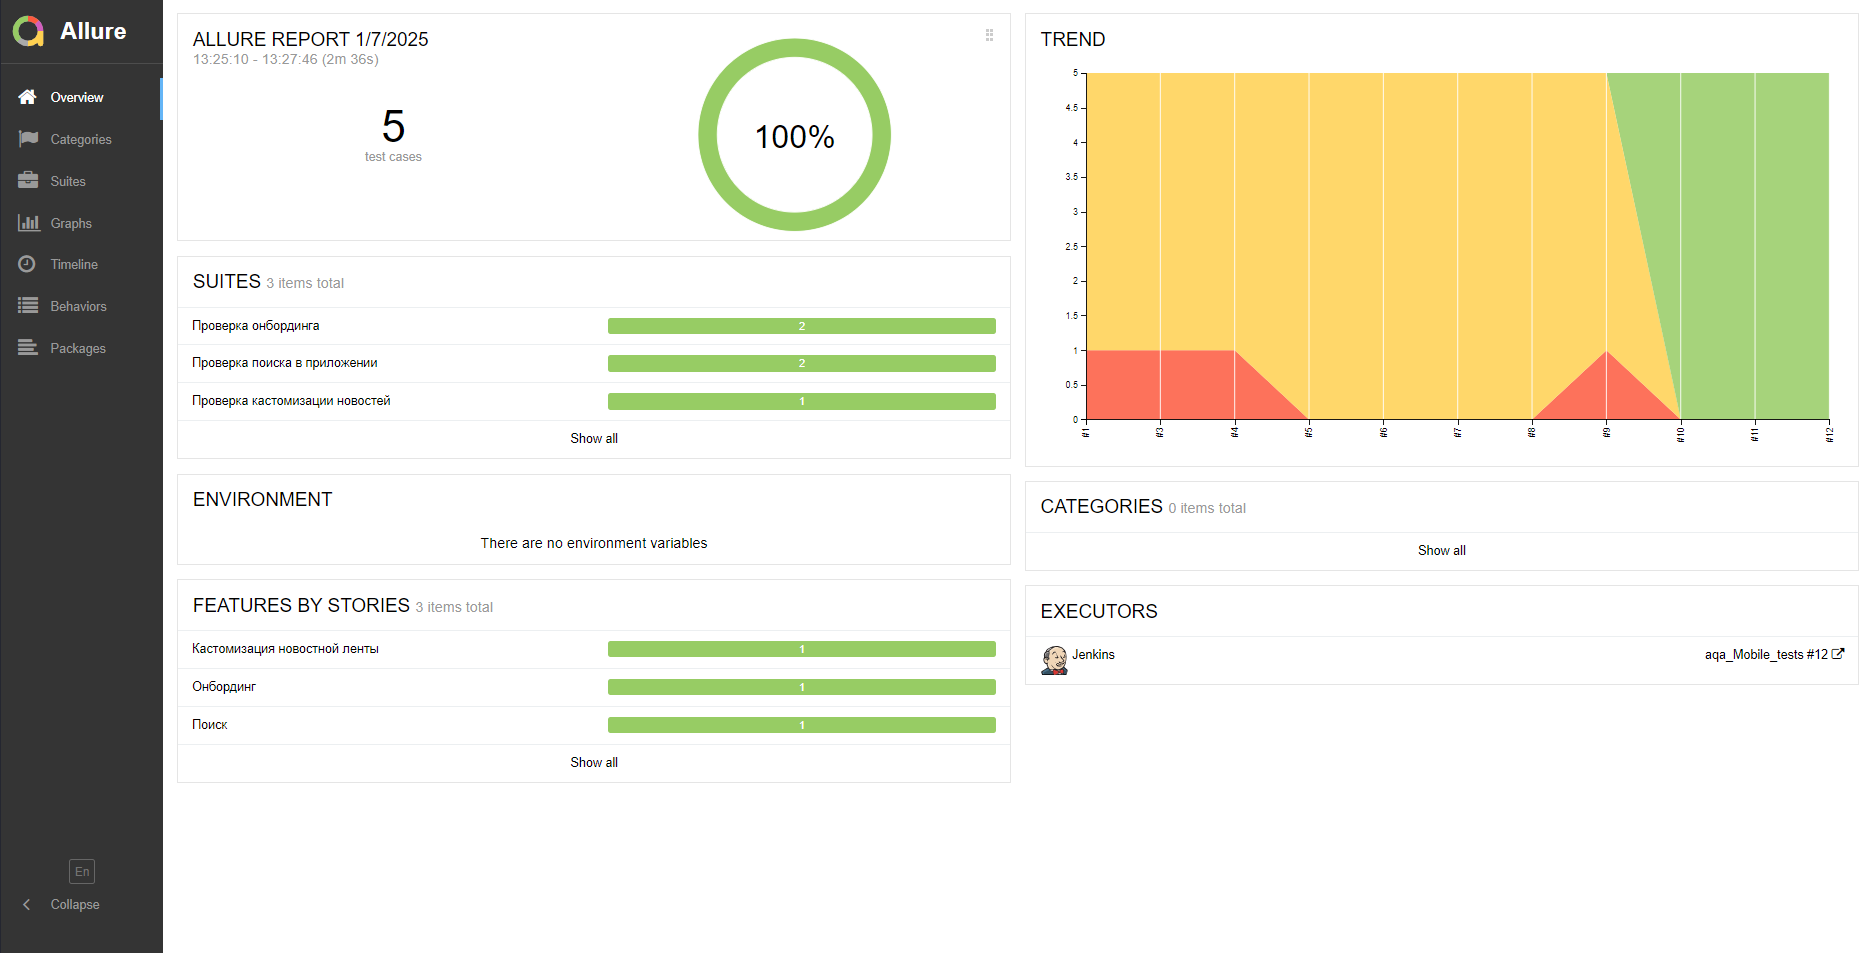 Allure
Overview
Categories
Suites
Graphs
Timeline
Behaviors
Packages
En
Collapse
ALLURE REPORT 1/7/2025
13:25:10 - 13:27:46 (2m 36s)
5
test cases
100%
SUITES 3 items total
Проверка онбординга 2
Проверка поиска в приложении 2
Проверка кастомизации новостей 1
Show all
ENVIRONMENT
There are no environment variables
FEATURES BY STORIES 3 items total
Кастомизация новостной ленты 1
Онбординг 1
Поиск 1
Show all
TREND
5
4.5
4
3.5
3
2.5
2
1.5
1
0.5
0
#1 #3 #4 #5 #6 #7 #8 #9 #10 #11 #12
CATEGORIES 0 items total
Show all
EXECUTORS
Jenkins aqa_Mobile_tests #12